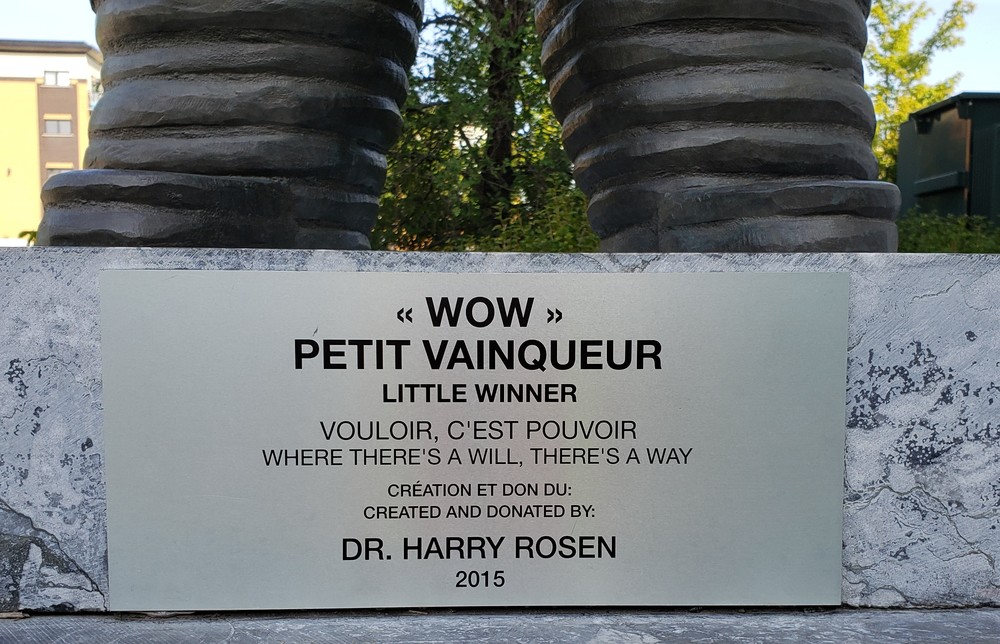 « WOW »
PETIT VAINQUEUR
LITTLE WINNER
VOULOIR, C'EST POUVOIR
WHERE THERE'S A WILL, THERE'S A WAY
CRÉATION ET DON DU:
CREATED AND DONATED BY:
DR. HARRY ROSEN
2015